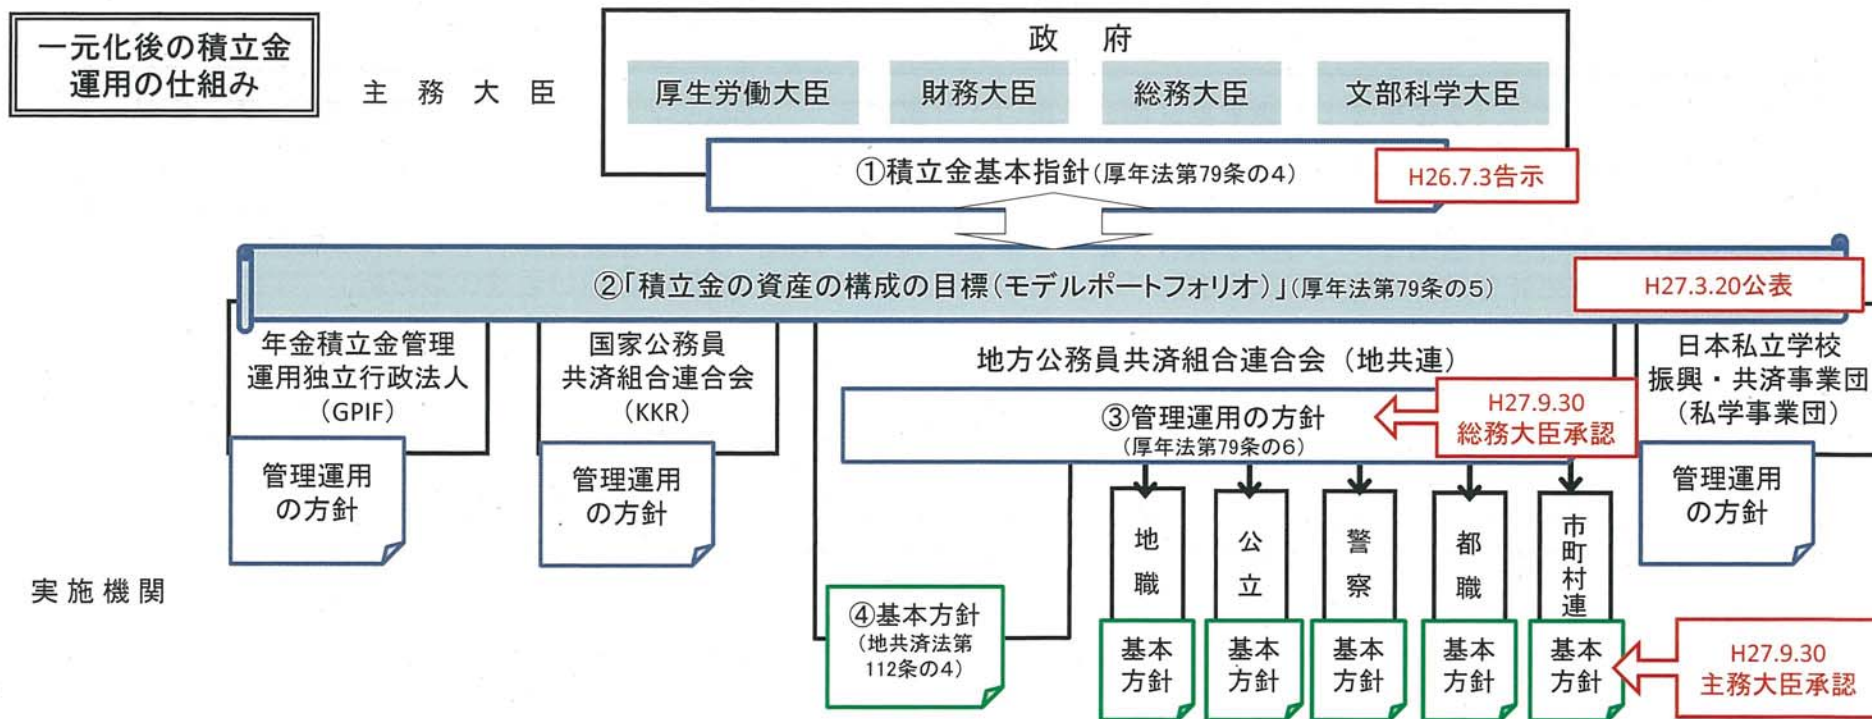 一元化後の積立金
運用の仕組み
主務大臣
政府
厚生労働大臣
財務大臣
総務大臣
文部科学大臣
①積立金基本指針(厚年法第79条の4)
H26.7.3告示
②「積立金の資産の構成の目標(モデルポートフォリオ)」(厚年法第79条の5)
H27.3.20公表
年金積立金管理
運用独立行政法人
(GPIF)
管理運用
の方針
国家公務員
共済組合連合会
(KKR)
管理運用
の方針
地方公務員共済組合連合会(地共連)
③管理運用の方針
(厚年法第79条の6)
H27.9.30
総務大臣承認
日本私立学校
振興・共済事業団
(私学事業団)
管理運用
の方針
実施機関
④基本方針
(地共済法第
112条の4)
地職
公立
警察
都職
市町村連
基本
方針
基本
方針
基本
方針
基本
方針
基本
方針
H27.9.30
主務大臣承認